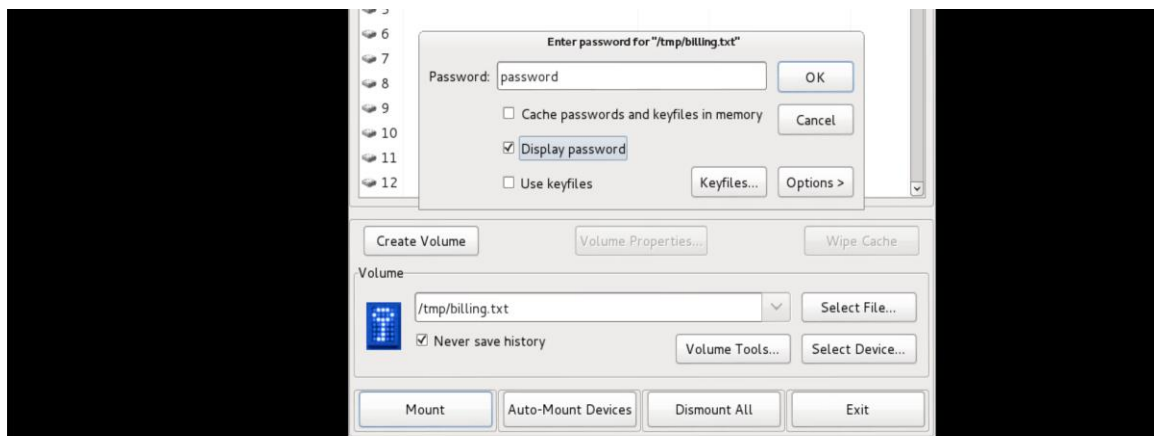 5
6
7
8
9
10
11
12
Enter password for "/tmp/billing.txt"
Password: password
OK
Cache passwords and keyfiles in memory
Cancel
Display password
Use keyfiles
Keyfiles...
Options >
Create Volume
Volume Properties...
Wipe Cache
Volume
/tmp/billing.txt
Select File...
Never save history
Volume Tools...
Select Device...
Mount
Auto-Mount Devices
Dismount All
Exit